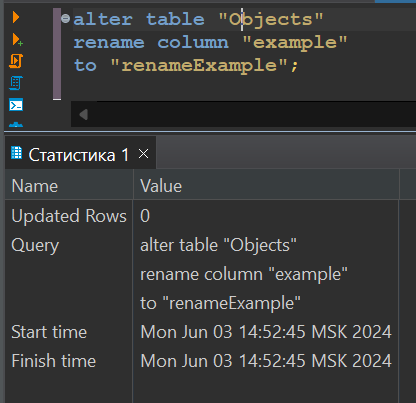 alter table "Objects"
rename column "example"
to "renameExample";
Статистика 1
Name Value
Updated Rows 0
Query alter table "Objects"
rename column "example"
to "renameExample"
Start time Mon Jun 03 14:52:45 MSK 2024
Finish time Mon Jun 03 14:52:45 MSK 2024